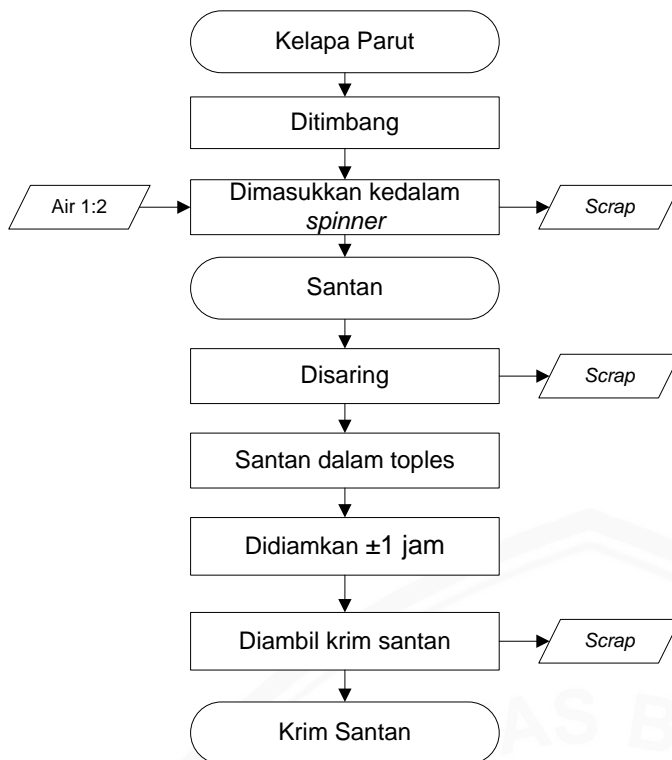 Kelapa Parut
Ditimbang
Air 1:2
Dimasukkan kedalam
spinner
Scrap
Santan
Disaring
Scrap
Santan dalam toples
Didiamkan ±1 jam
Diambil krim santan
Scrap
Krim Santan
AS B